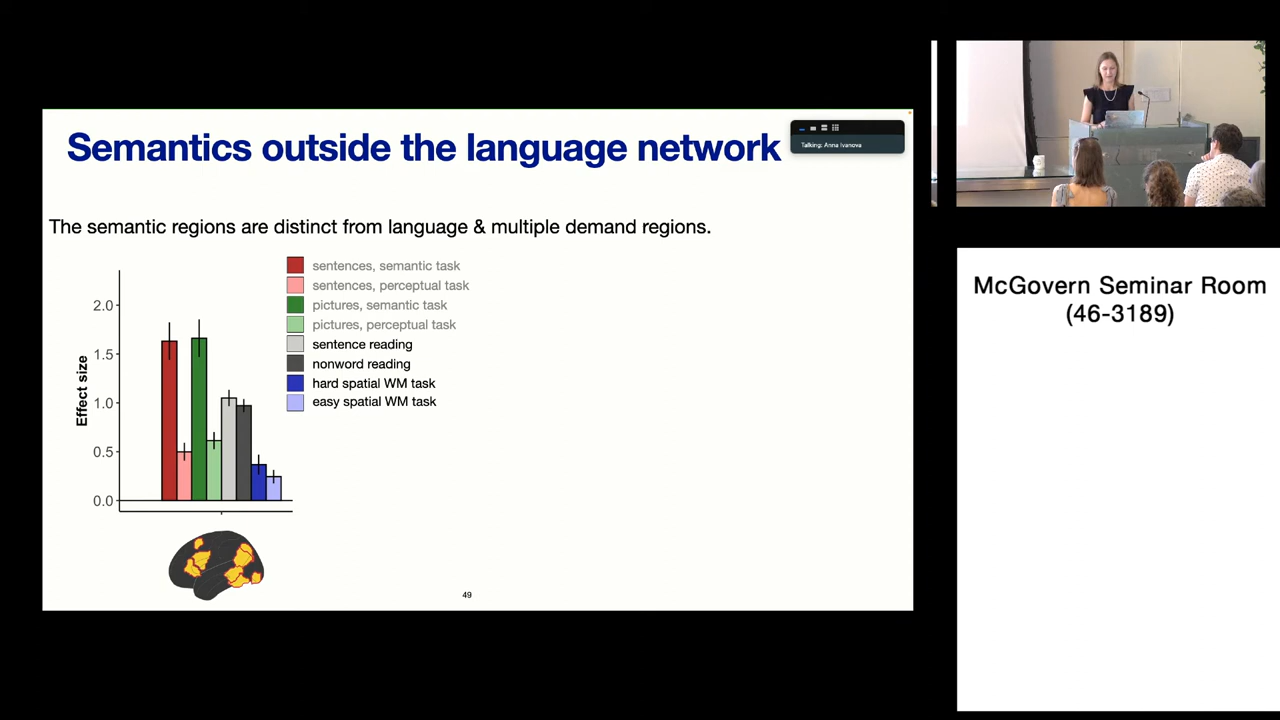 Semantics outside the language network
Talking: Anna Ivanova
The semantic regions are distinct from language & multiple demand regions.
sentences, semantic task
sentences, perceptual task
pictures, semantic task
pictures, perceptual task
sentence reading
nonword reading
hard spatial WM task
easy spatial WM task
Effect size
2.0
1.5
1.0
0.5
0.0
49
McGovern Seminar Room
(46-3189)